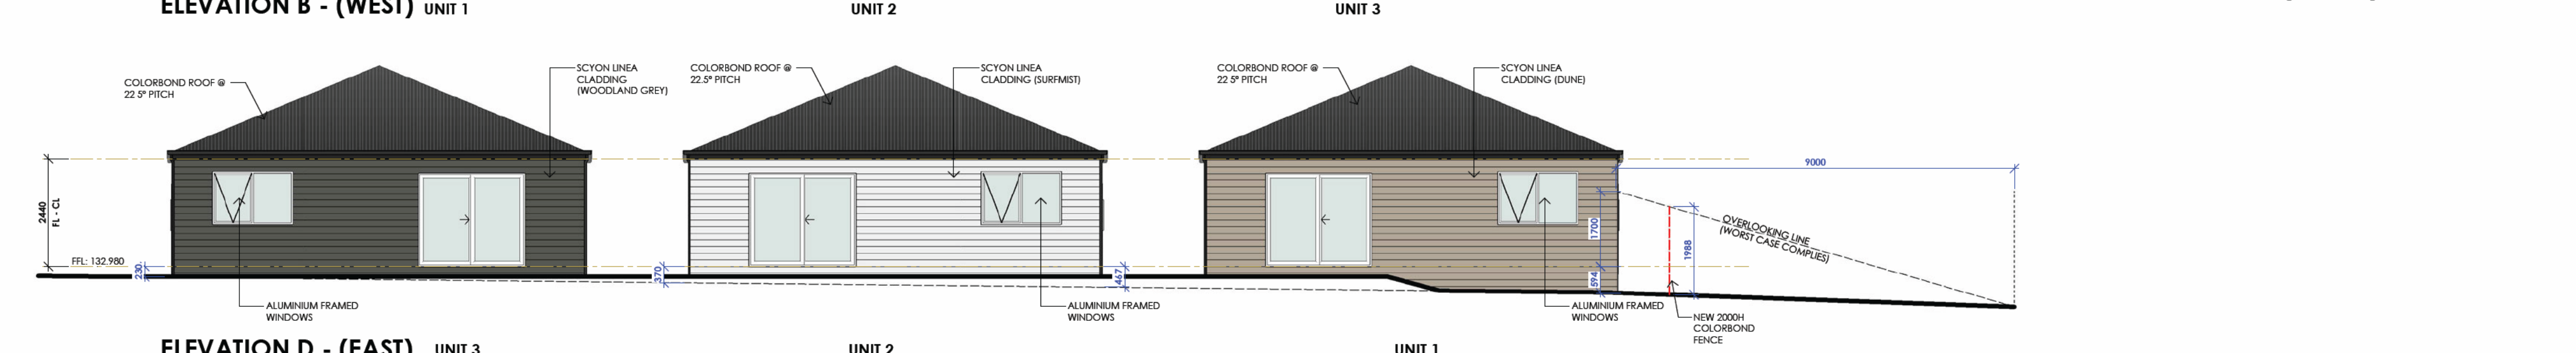 ELEVATION B - (WEST) UNIT 1
UNIT 2
UNIT 3
COLORBOND ROOF @
22 5° PITCH
SCYON LINEA
CLADDING
(WOODLAND GREY)
COLORBOND ROOF @
22.5° PITCH
SCYON LINEA
CLADDING (SURFMIST)
COLORBOND ROOF @
22 5° PITCH
SCYON LINEA
CLADDING (DUNE)
9000
2440
FL - CL
1700
1988
OVERLOOKING LINE
(WORST CASE COMPLIES)
FFL: 132.980
230
370
467
594
ALUMINIUM FRAMED
WINDOWS
ALUMINIUM FRAMED
WINDOWS
ALUMINIUM FRAMED
WINDOWS
NEW 2000H
COLORBOND
FENCE
ELEVATION D - (EAST) UNIT 3
UNIT 2
UNIT 1